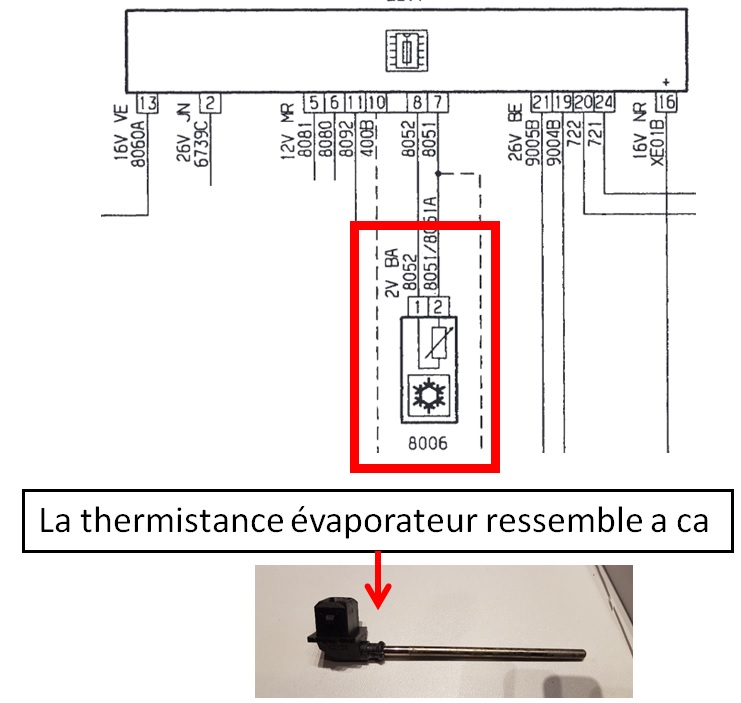 13 2 5 6 11 10 8 7 21 19 20 24 16
+
16V VE
8060A
26V JN
6739C
12V MR
8081
8080
8092
400B
8052
8051
26V BE
9005B
9004B
722
721
16V NR
XE01B
2V BA
8052
8051/8051A
1 2
8006
La thermistance évaporateur ressemble a ca